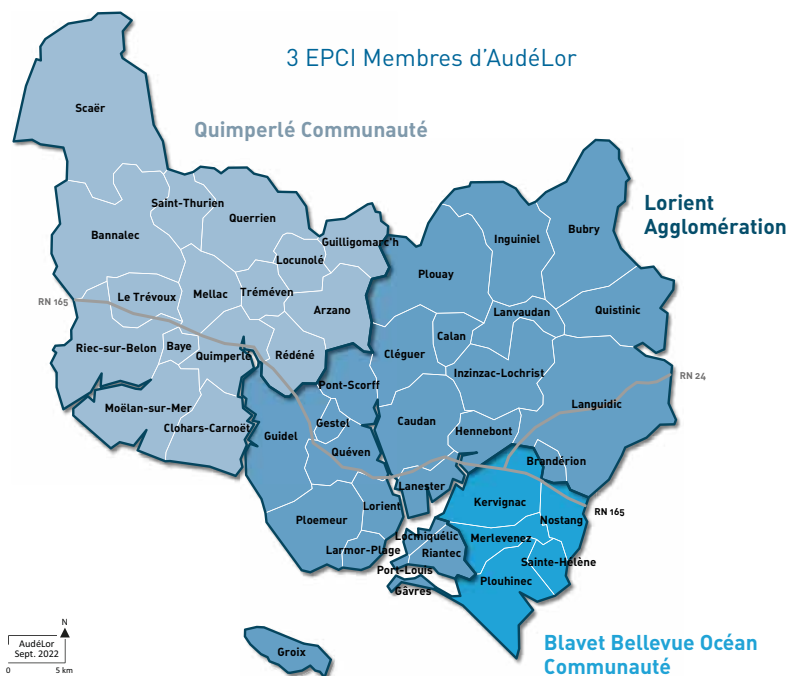 3 EPCI Membres d'AudéLor
Scaër
Quimperlé Communauté
Saint-Thurien
Querrien
Lorient
Agglomération
Bannalec
Guilligomarc'h
Inguiniel
Bubry
Locunolé
Plouay
RN 165
Le Trévoux
Mellac
Tréméven
Arzano
Lanvaudan
Quistinic
Calan
Riec-sur-Belon
Baye
Quimperlé
Rédéné
Cléguer
Inzinzac-Lochrist
RN 24
Pont-Scorff
Moëlan-sur-Mer
Clohars-Carnoët
Guidel
Gestel
Caudan
Hennebont
Languidic
Quéven
Brandérion
Lanester
Kervignac
Lorient
RN 165
Ploemeur
Nostang
Locmiquélic
Merlevenez
Larmor-Plage
Riantec
Sainte-Hélène
Port-Louis
Plouhinec
Gâvres
N
AudéLor
Sept. 2022
0 5 km
Groix
Blavet Bellevue Océan
Communauté